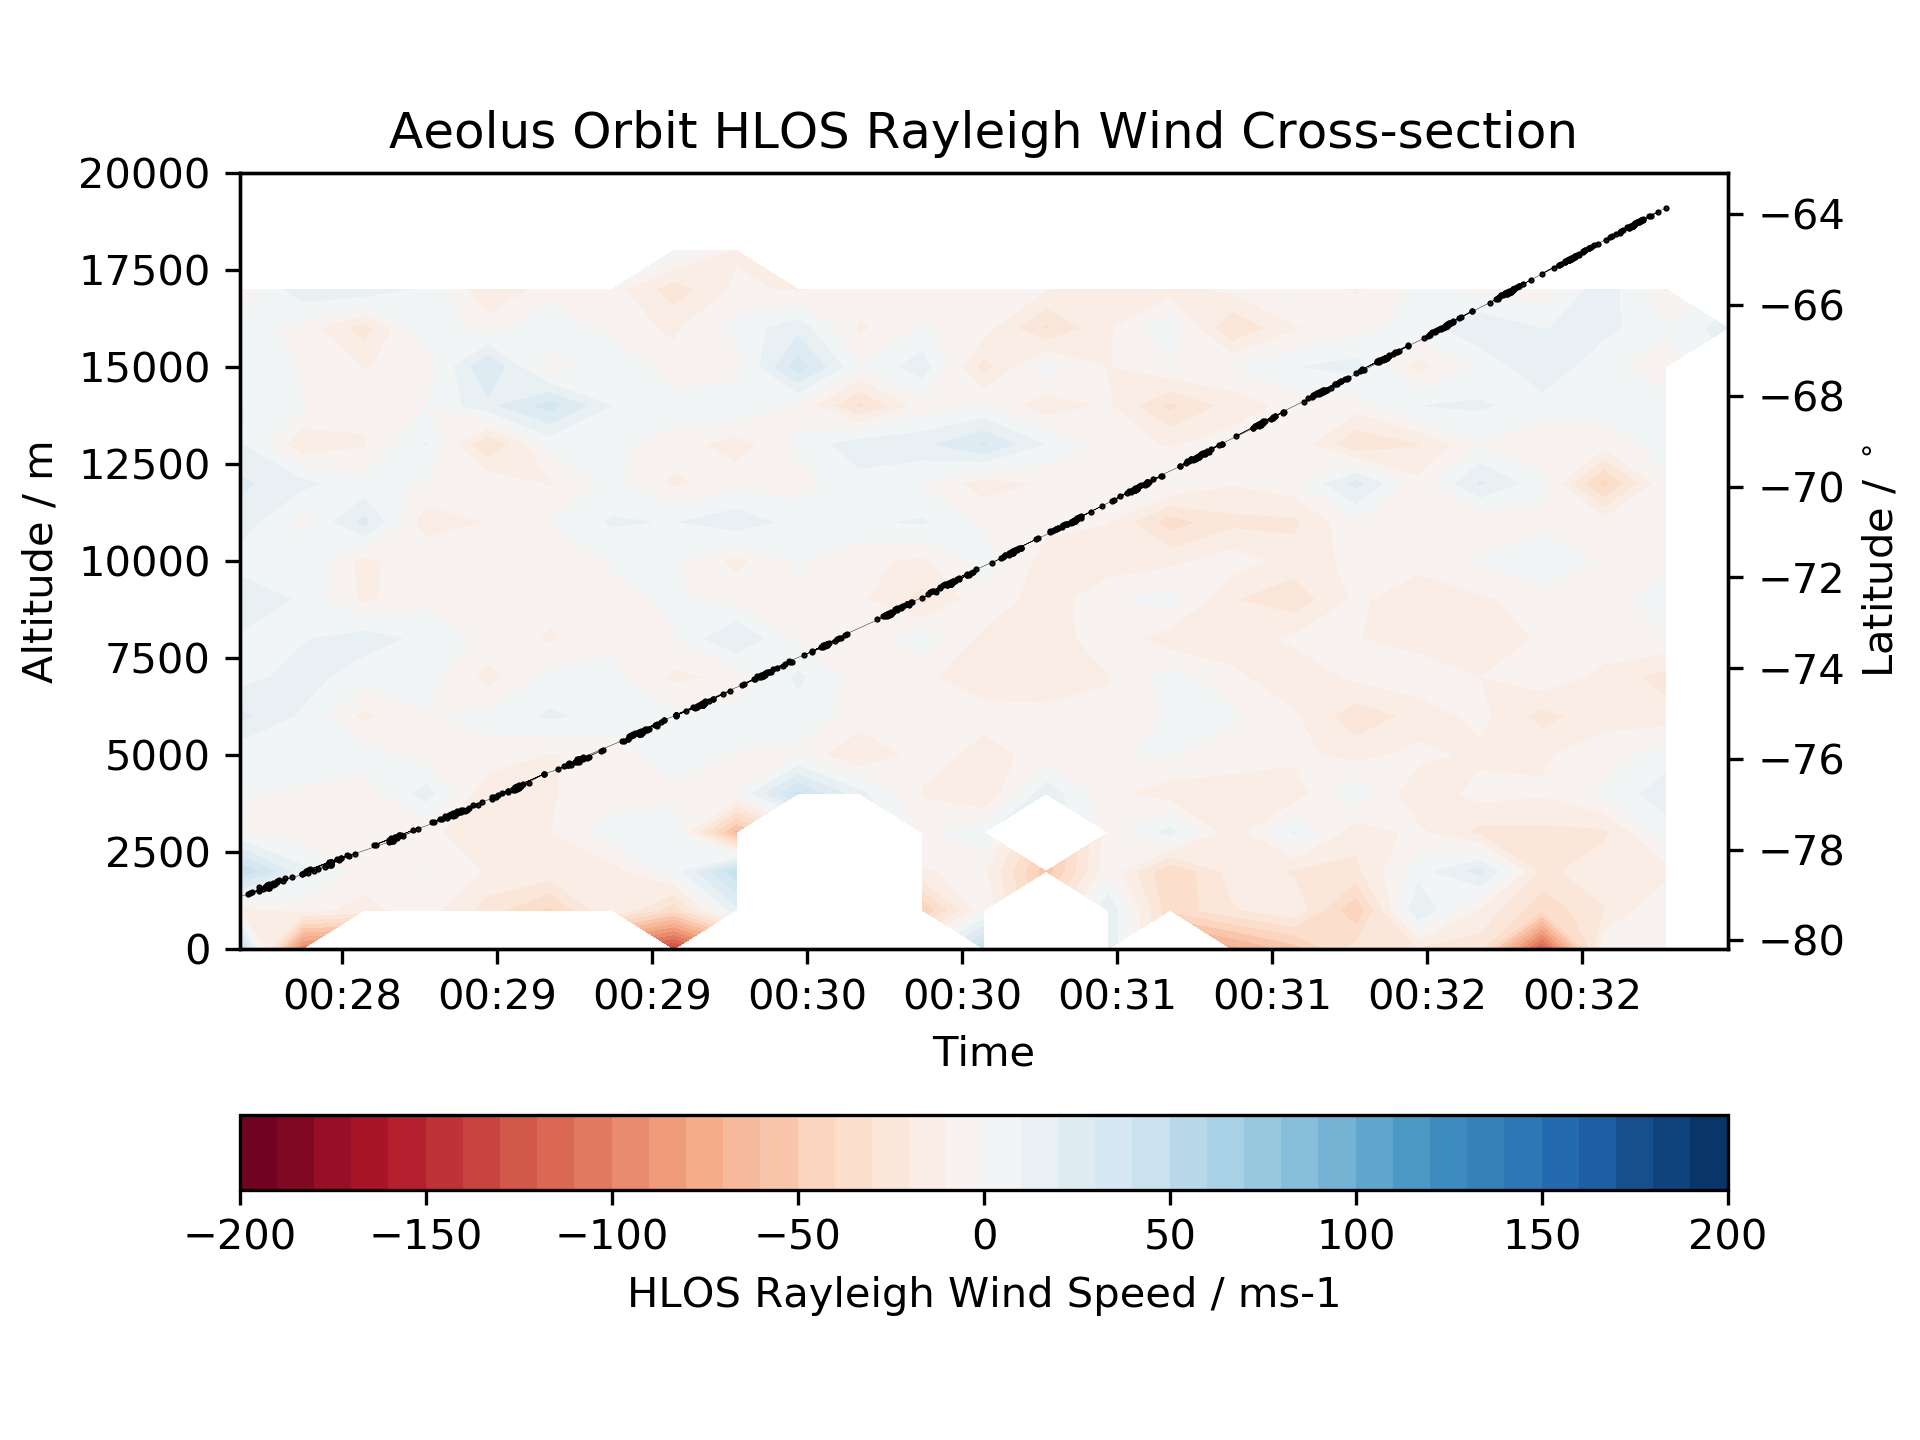 Aeolus Orbit HLOS Rayleigh Wind Cross-section
20000
17500
15000
12500
10000
7500
5000
2500
0
Altitude / m
−64
−66
−68
−70
−72
−74
−76
−78
−80
Latitude / °
00:28 00:29 00:29 00:30 00:30 00:31 00:31 00:32 00:32
Time
−200 −150 −100 −50 0 50 100 150 200
HLOS Rayleigh Wind Speed / ms-1